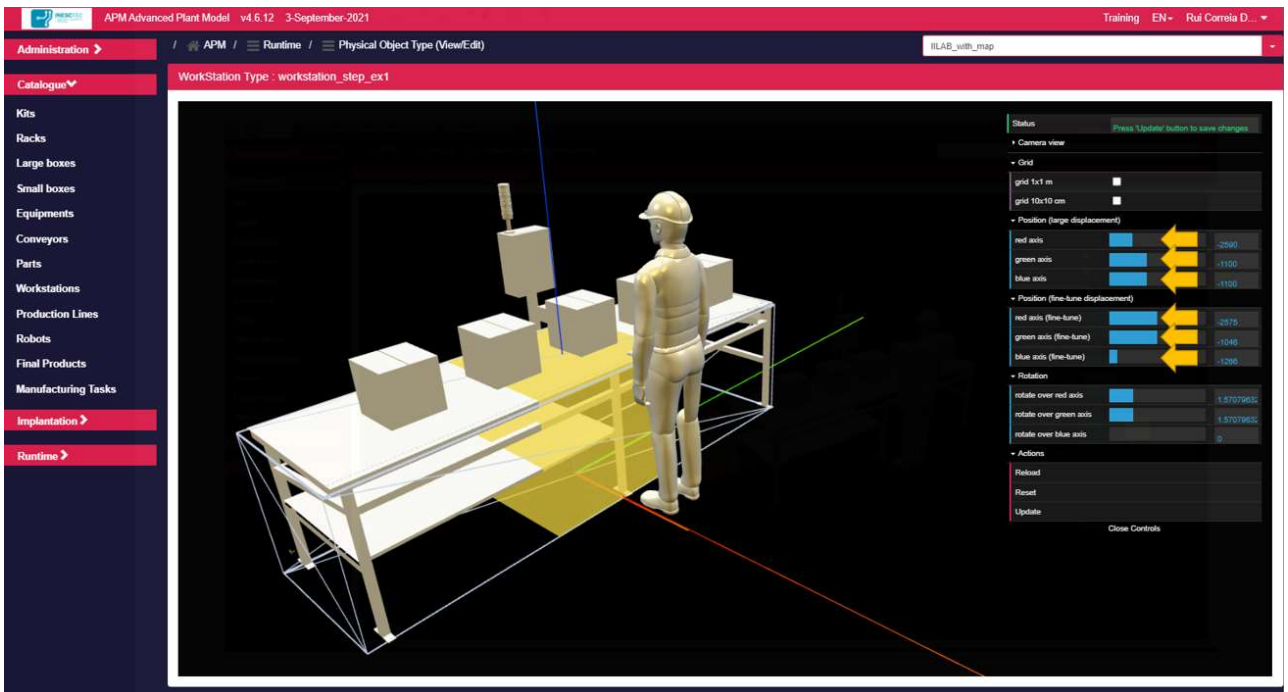 INESCTEC
APM Advanced Plant Model v4.6.12 3-September-2021
Training EN Rui Correia D...
Administration
/ APM / Runtime / Physical Object Type (View/Edit)
IILAB_with_map
Catalogue
WorkStation Type : workstation_step_ex1
Kits
Racks
Large boxes
Small boxes
Equipments
Conveyors
Parts
Workstations
Production Lines
Robots
Final Products
Manufacturing Tasks
Implantation
Runtime
Status Press 'Update' button to save changes
Camera view
Grid
grid 1x1 m
grid 10x10 cm
Position (large displacement)
red axis -2590
green axis -1100
blue axis -1100
Position (fine-tune displacement)
red axis (fine-tune) -2575
green axis (fine-tune) -1046
blue axis (fine-tune) -1266
Rotation
rotate over red axis 1.57079632
rotate over green axis 1.57079632
rotate over blue axis 0
Actions
Reload
Reset
Update
Close Controls